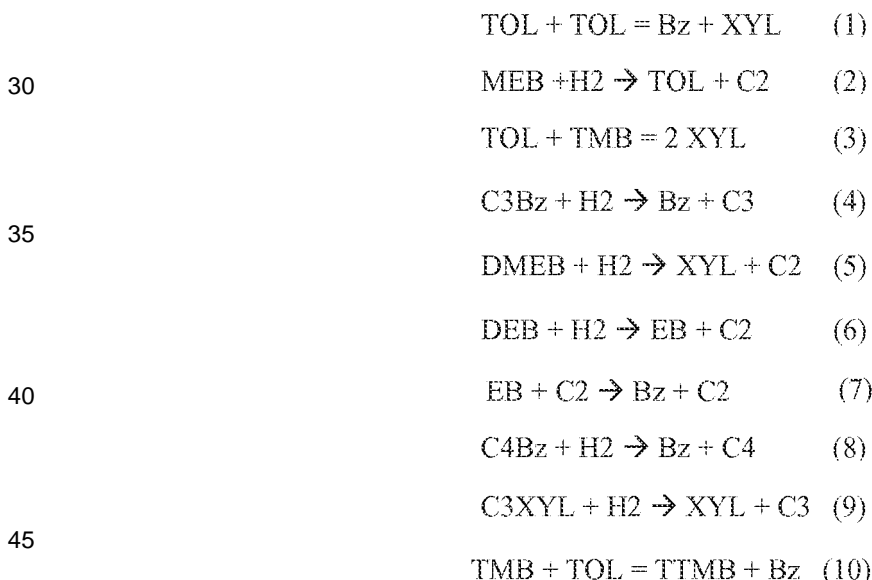 TOL + TOL = Bz + XYL (1)
30 MEB +H2 → TOL + C2 (2)
TOL + TMB = 2 XYL (3)
C3Bz + H2 → Bz + C3 (4)
35
DMEB + H2 → XYL + C2 (5)
DEB + H2 → EB + C2 (6)
40 EB + C2 → Bz + C2 (7)
C4Bz + H2 → Bz + C4 (8)
C3XYL + H2 → XYL + C3 (9)
45
TMB + TOL = TTMB + Bz (10)